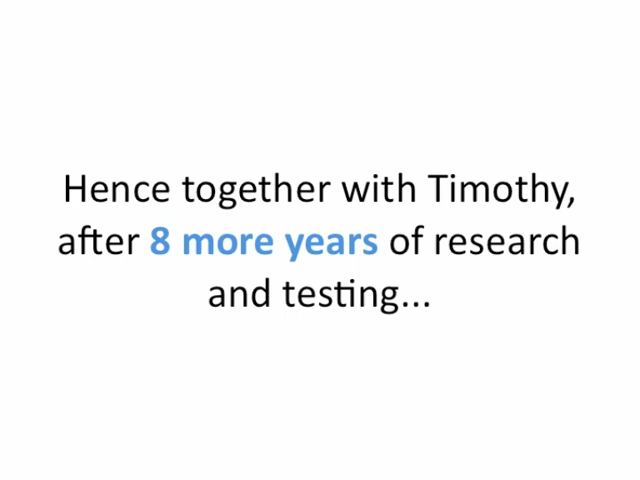 Hence together with Timothy,
after 8 more years of research
and testing...